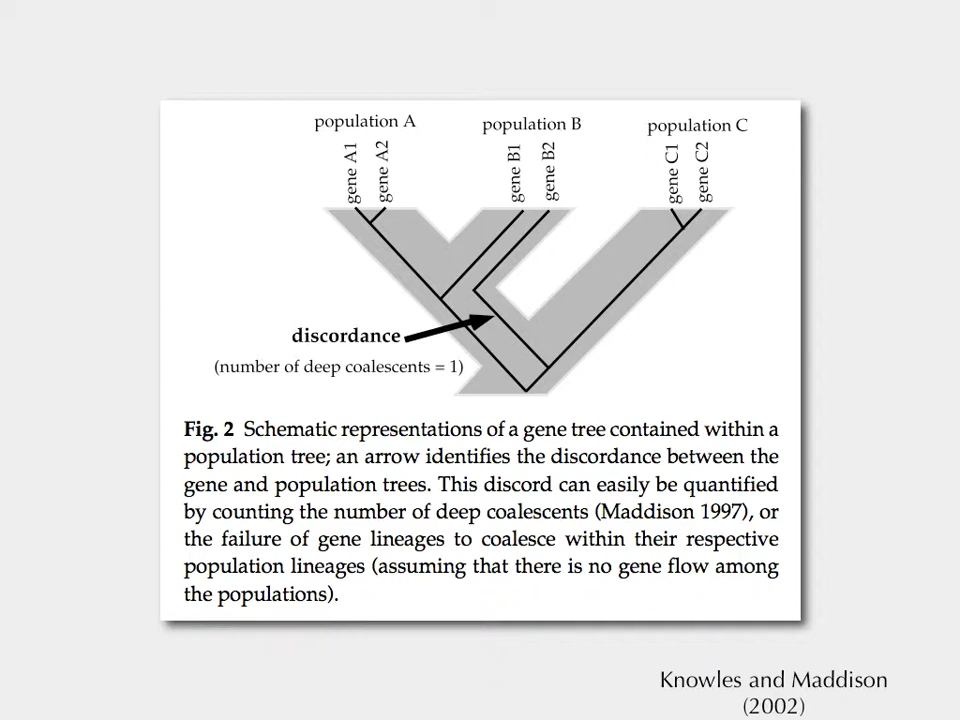 population A
population B
population C
gene A1
gene A2
gene B1
gene B2
gene C1
gene C2
discordance
(number of deep coalescents = 1)
Fig. 2 Schematic representations of a gene tree contained within a
population tree; an arrow identifies the discordance between the
gene and population trees. This discord can easily be quantified
by counting the number of deep coalescents (Maddison 1997), or
the failure of gene lineages to coalesce within their respective
population lineages (assuming that there is no gene flow among
the populations).
Knowles and Maddison
(2002)